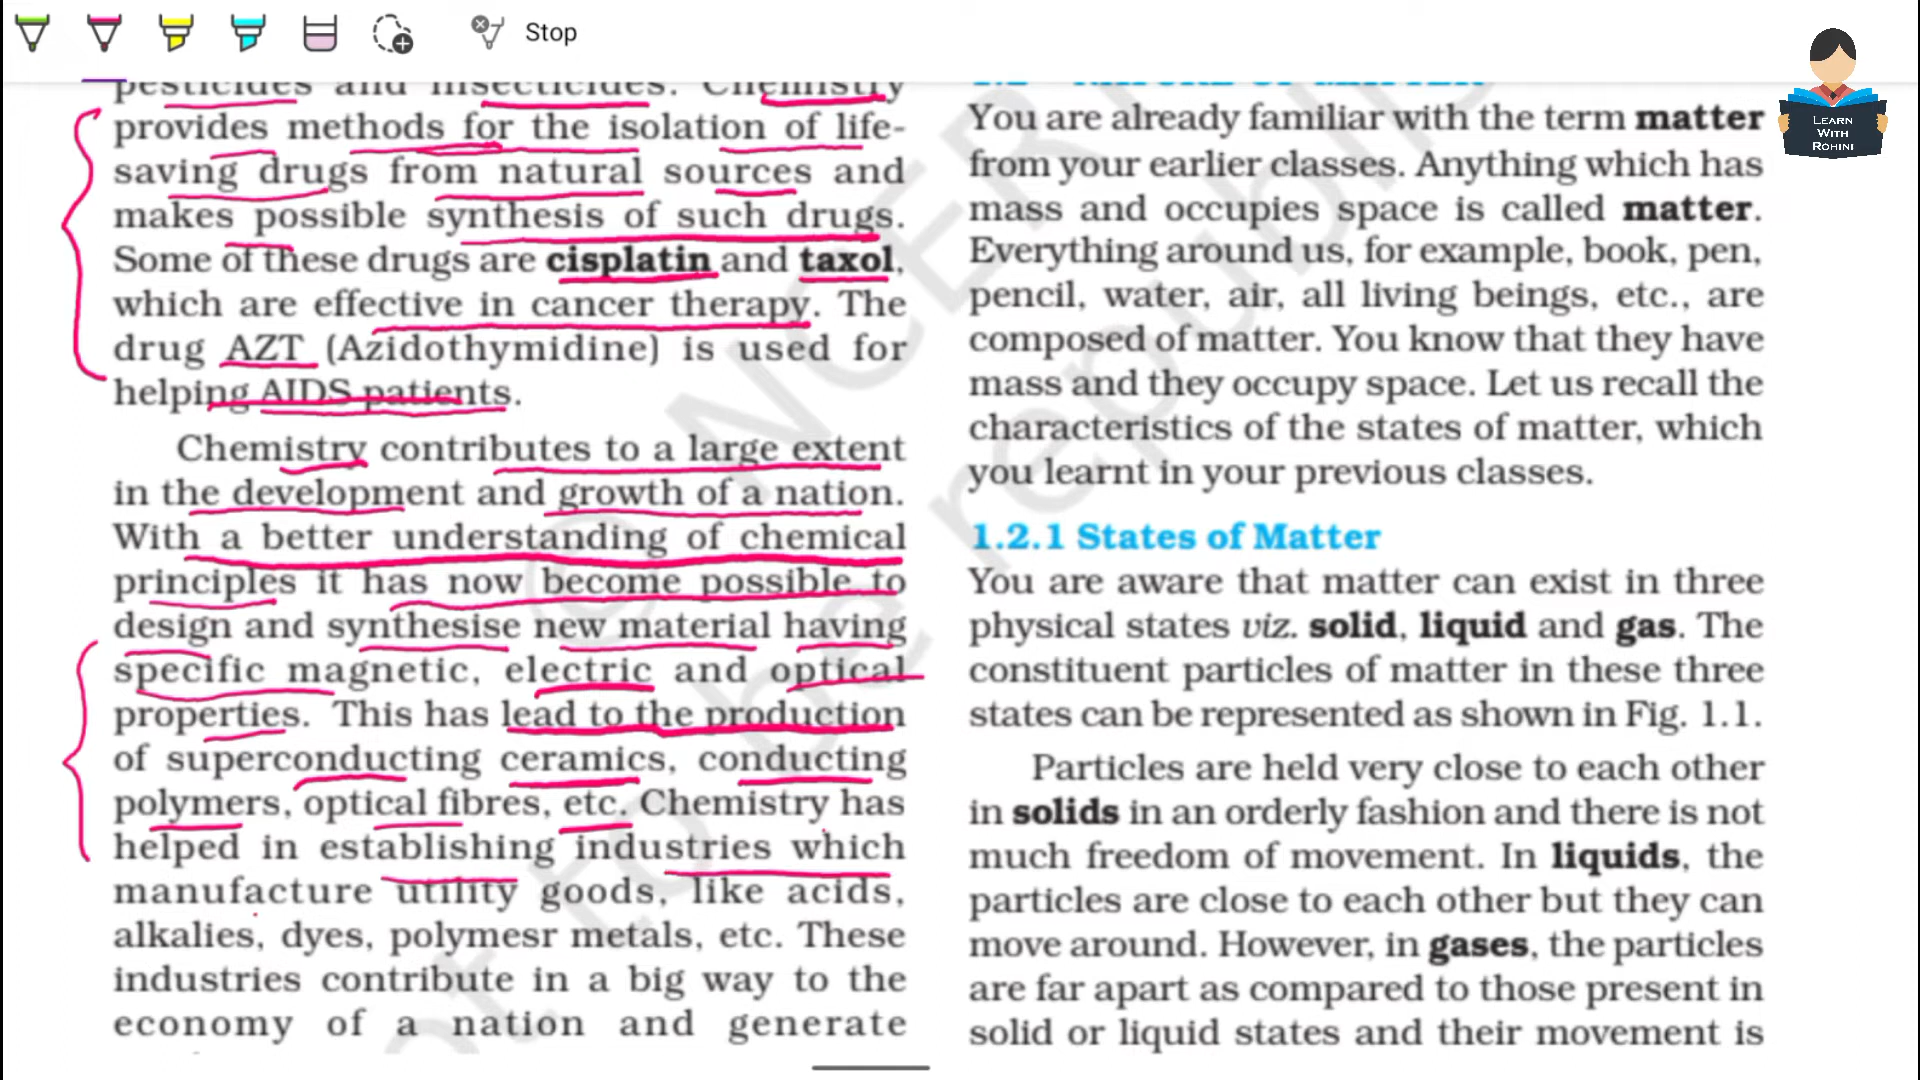 Stop
LEARN
WITH
ROHINI
pesticides and insecticides. Chemistry
provides methods for the isolation of life-
saving drugs from natural sources and
makes possible synthesis of such drugs.
Some of these drugs are cisplatin and taxol,
which are effective in cancer therapy. The
drug AZT (Azidothymidine) is used for
helping AIDS patients.
Chemistry contributes to a large extent
in the development and growth of a nation.
With a better understanding of chemical
principles it has now become possible to
design and synthesise new material having
specific magnetic, electric and optical
properties. This has lead to the production
of superconducting ceramics, conducting
polymers, optical fibres, etc. Chemistry has
helped in establishing industries which
manufacture utility goods, like acids,
alkalies, dyes, polymesr metals, etc. These
industries contribute in a big way to the
economy of a nation and generate
You are already familiar with the term matter
from your earlier classes. Anything which has
mass and occupies space is called matter.
Everything around us, for example, book, pen,
pencil, water, air, all living beings, etc., are
composed of matter. You know that they have
mass and they occupy space. Let us recall the
characteristics of the states of matter, which
you learnt in your previous classes.
1.2.1 States of Matter
You are aware that matter can exist in three
physical states viz. solid, liquid and gas. The
constituent particles of matter in these three
states can be represented as shown in Fig. 1.1.
Particles are held very close to each other
in solids in an orderly fashion and there is not
much freedom of movement. In liquids, the
particles are close to each other but they can
move around. However, in gases, the particles
are far apart as compared to those present in
solid or liquid states and their movement is